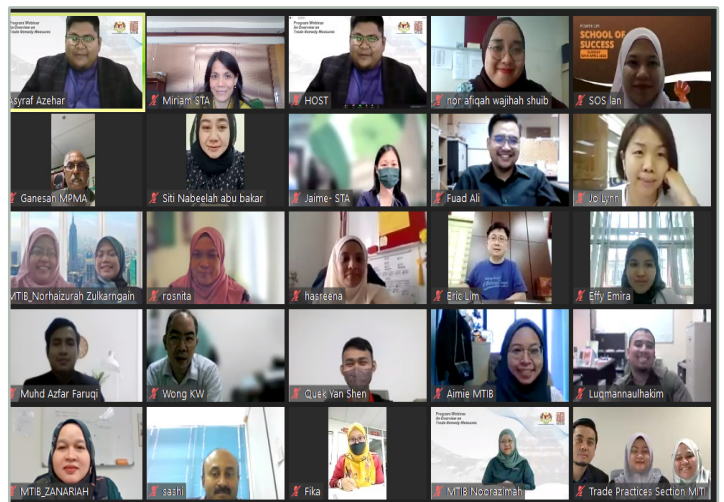 Program Webinar
An Overview on
Trade Remedy Measures
Asyraf Azehar
Miriam STA
Program Webinar
An Overview on
Trade Remedy Measures
HOST
nor afiqah wajihah shuib
POWER UP!
SCHOOL OF
SUCCESS
SOS Ian
Ganesan MPMA
Siti Nabeelah abu bakar
Jaime- STA
Fuad Ali
Jo Lynn
MTIB_Norhaizurah Zulkarngain
rosnita
hasreena
Eric Lim
Effy Emira
Muhd Azfar Faruqi
Wong KW
Quek Yan Shen
Aimie MTIB
Luqmannaulhakim
MTIB_ZANARIAH
sashi
Fika
Program Webinar
An Overview on
Trade Remedy Measures
MTIB Noorazimah
Trade Practices Section MITI